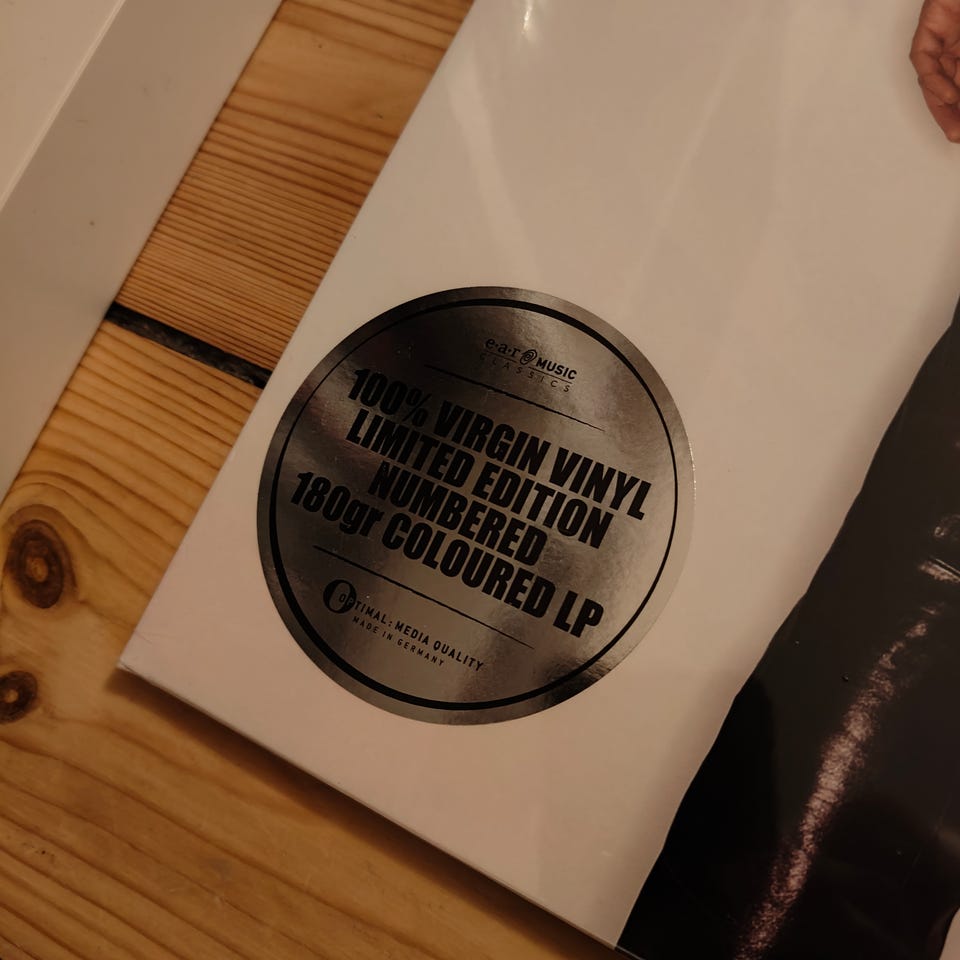 e·a·r MUSIC
CLASSICS
100% VIRGIN VINYL
LIMITED EDITION
NUMBERED
180gr COLOURED LP
OPTIMAL: MEDIA QUALITY
MADE IN GERMANY